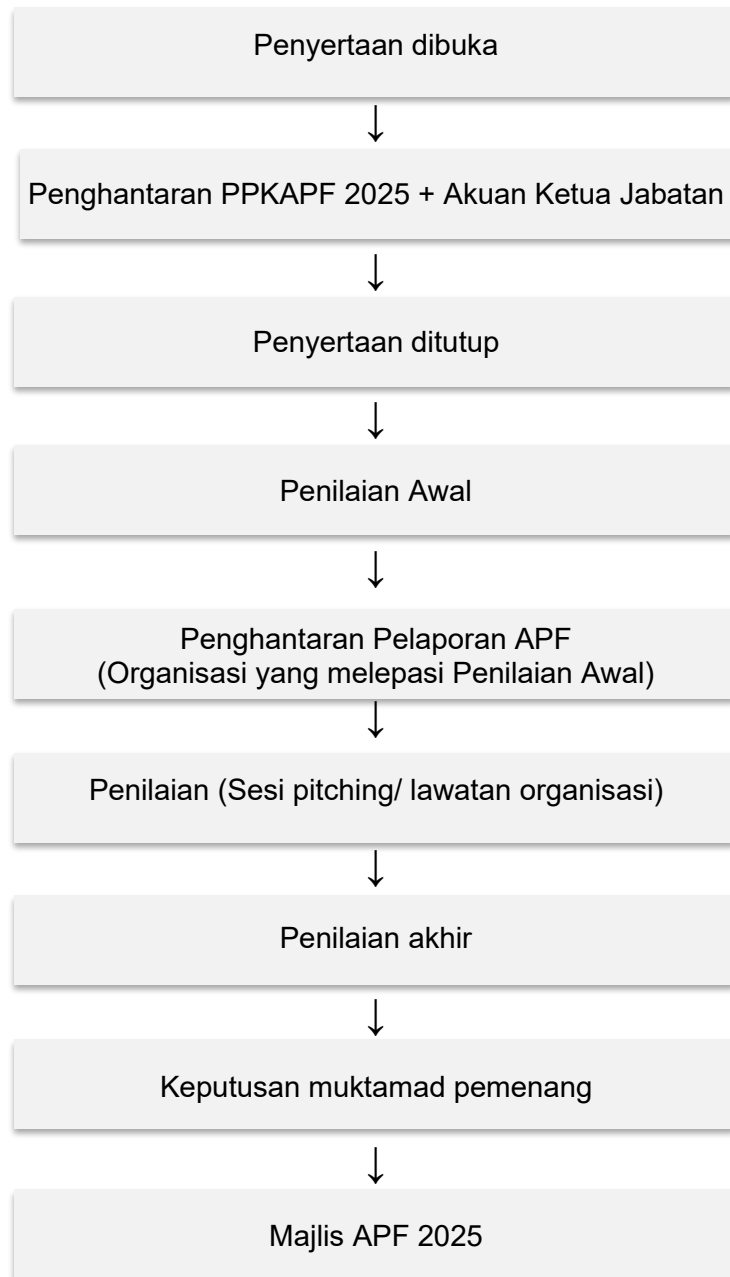 Penyertaan dibuka
Penghantaran PPKAPF 2025 + Akuan Ketua Jabatan
Penyertaan ditutup
Penilaian Awal
Penghantaran Pelaporan APF
(Organisasi yang melepasi Penilaian Awal)
Penilaian (Sesi pitching/ lawatan organisasi)
Penilaian akhir
Keputusan muktamad pemenang
Majlis APF 2025